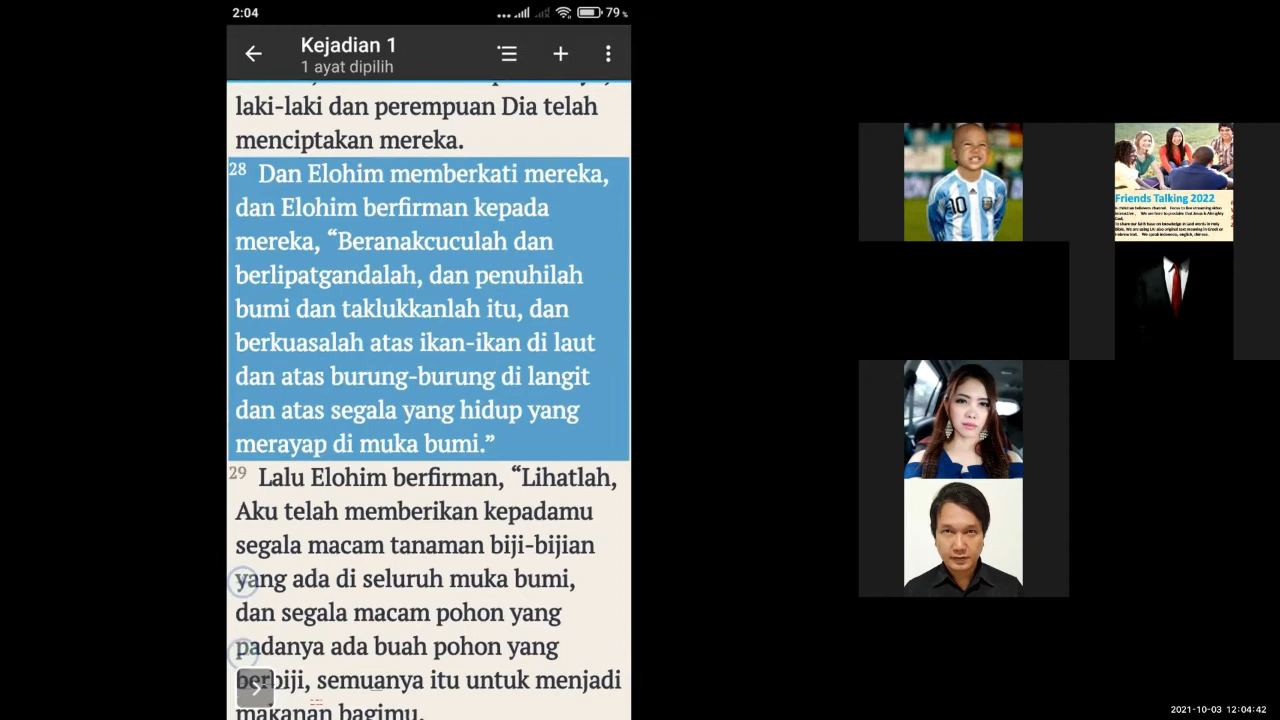 2:04
79 %
Kejadian 1
1 ayat dipilih
laki-laki dan perempuan Dia telah
menciptakan mereka.
28 Dan Elohim memberkati mereka,
dan Elohim berfirman kepada
mereka, “Beranakcuculah dan
berlipatgandalah, dan penuhilah
bumi dan taklukkanlah itu, dan
berkuasalah atas ikan-ikan di laut
dan atas burung-burung di langit
dan atas segala yang hidup yang
merayap di muka bumi.”
29 Lalu Elohim berfirman, “Lihatlah,
Aku telah memberikan kepadamu
segala macam tanaman biji-bijian
yang ada di seluruh muka bumi,
dan segala macam pohon yang
padanya ada buah pohon yang
berbiji, semuanya itu untuk menjadi
makanan bagimu.
10
Friends Talking 2022
2021-10-03 12:04:42